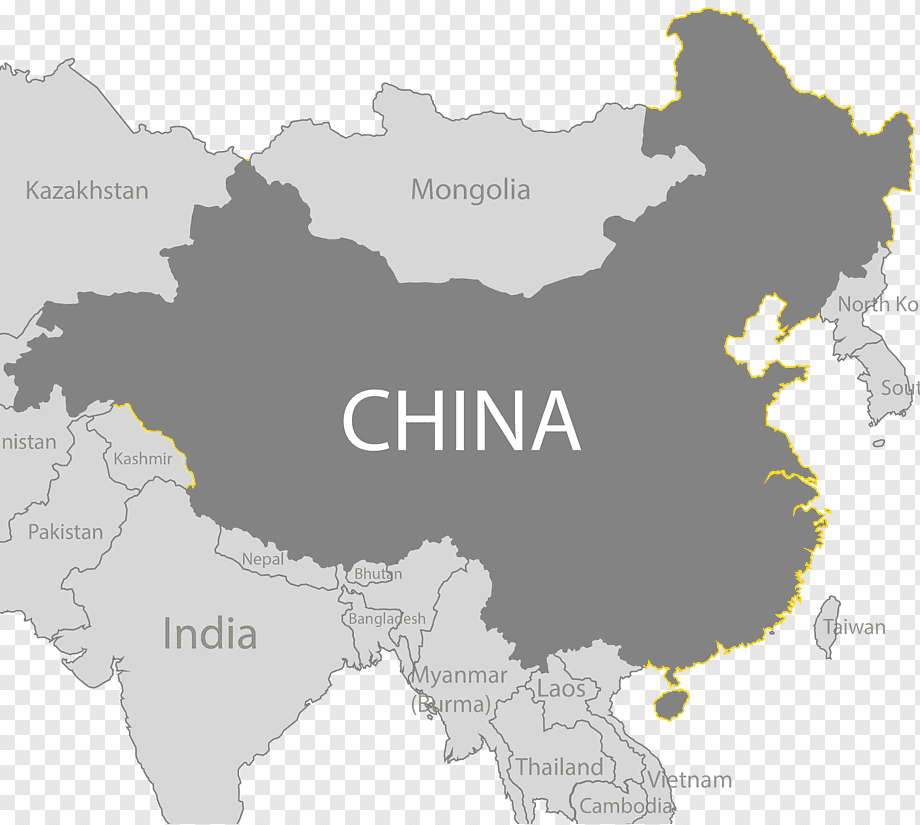 Kazakhstan
Mongolia
North Ko
CHINA
Sout
nistan
Kashmir
Pakistan
Nepal
Bhutan
Bangladesh
India
Taiwan
Myanmar
(Burma)
Laos
Thailand
Vietnam
Cambodia